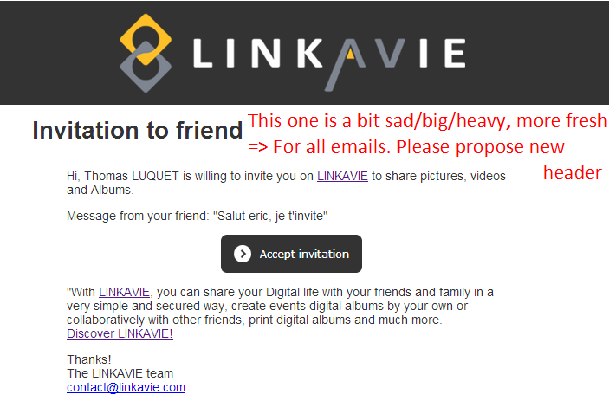 LINKAVIE
Invitation to friend
This one is a bit sad/big/heavy, more fresh
=> For all emails. Please propose new
header
Hi, Thomas LUQUET is willing to invite you on LINKAVIE to share pictures, videos
and Albums.
Message from your friend: "Salut eric, je t'invite"
Accept invitation
"With LINKAVIE, you can share your Digital life with your friends and family in a
very simple and secured way, create events digital albums by your own or
collaboratively with other friends, print digital albums and much more.
Discover LINKAVIE!
Thanks!
The LINKAVIE team
contact@linkavie.com